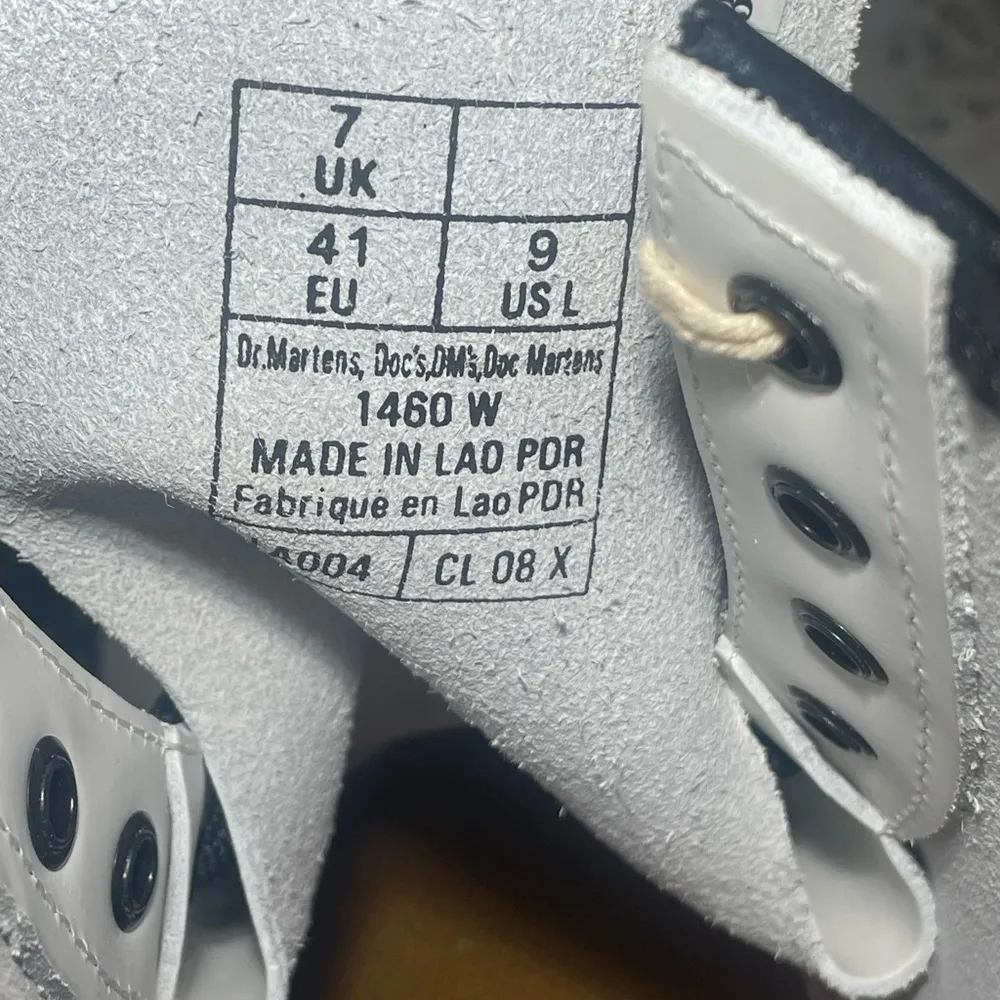 7
UK
41
EU
9
US L
Dr.Martens, Doc's,DM's,Doc Martens
1460 W
MADE IN LAO PDR
Fabrique en Lao PDR
CL 08 X